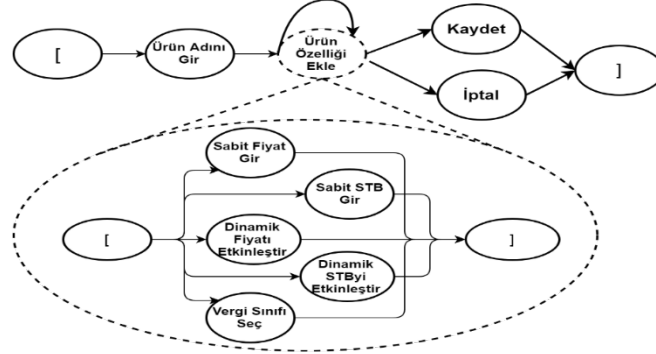 [
Ürün Adını
Gir
Ürün
Özelliği
Ekle
Kaydet
İptal
]
Sabit Fiyat
Gir
Sabit STB
Gir
[
Dinamik
Fiyatı
Etkinleştir
]
Dinamik
STByi
Etkinleştir
Vergi Sınıfı
Seç